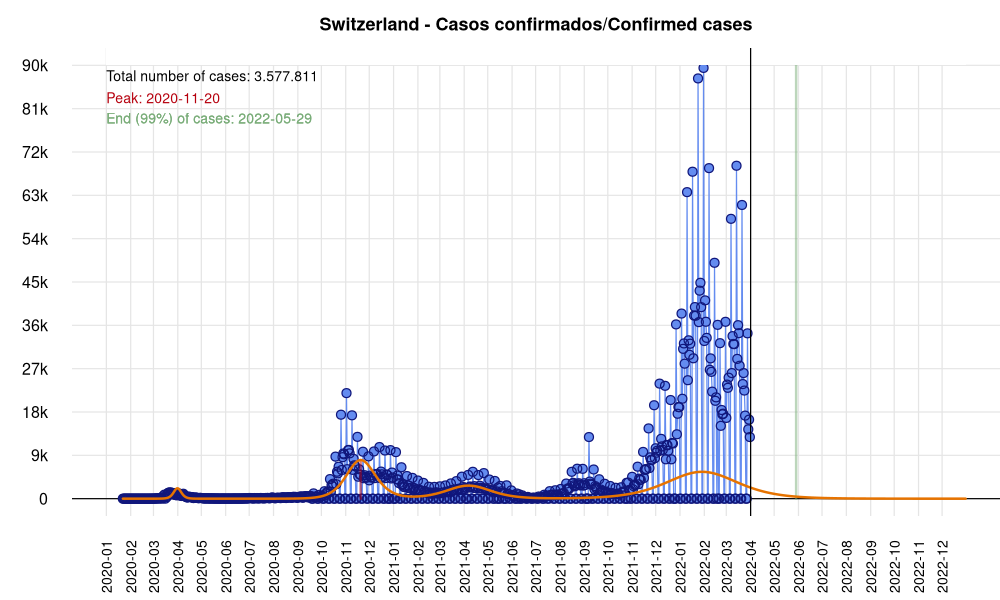 Switzerland - Casos confirmados/Confirmed cases
90k
81k
72k
63k
54k
45k
36k
27k
18k
9k
0
Total number of cases: 3.577.811
Peak: 2020-11-20
End (99%) of cases: 2022-05-29
2020-01
2020-02
2020-03
2020-04
2020-05
2020-06
2020-07
2020-08
2020-09
2020-10
2020-11
2020-12
2021-01
2021-02
2021-03
2021-04
2021-05
2021-06
2021-07
2021-08
2021-09
2021-10
2021-11
2021-12
2022-01
2022-02
2022-03
2022-04
2022-05
2022-06
2022-07
2022-08
2022-09
2022-10
2022-11
2022-12